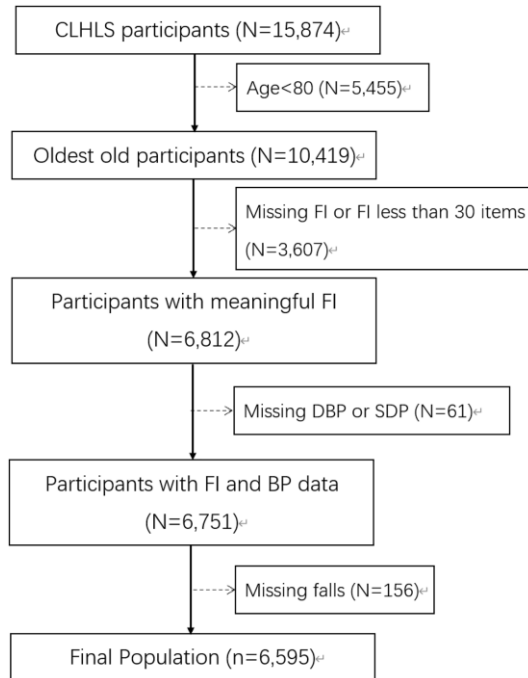 CLHLS participants (N=15,874)↵
Age<80 (N=5,455)↵
Oldest old participants (N=10,419)↵
Missing FI or FI less than 30 items
(N=3,607)↵
Participants with meaningful FI
(N=6,812)↵
Missing DBP or SDP (N=61)↵
Participants with FI and BP data
(N=6,751)↵
Missing falls (N=156)↵
Final Population (n=6,595)↵